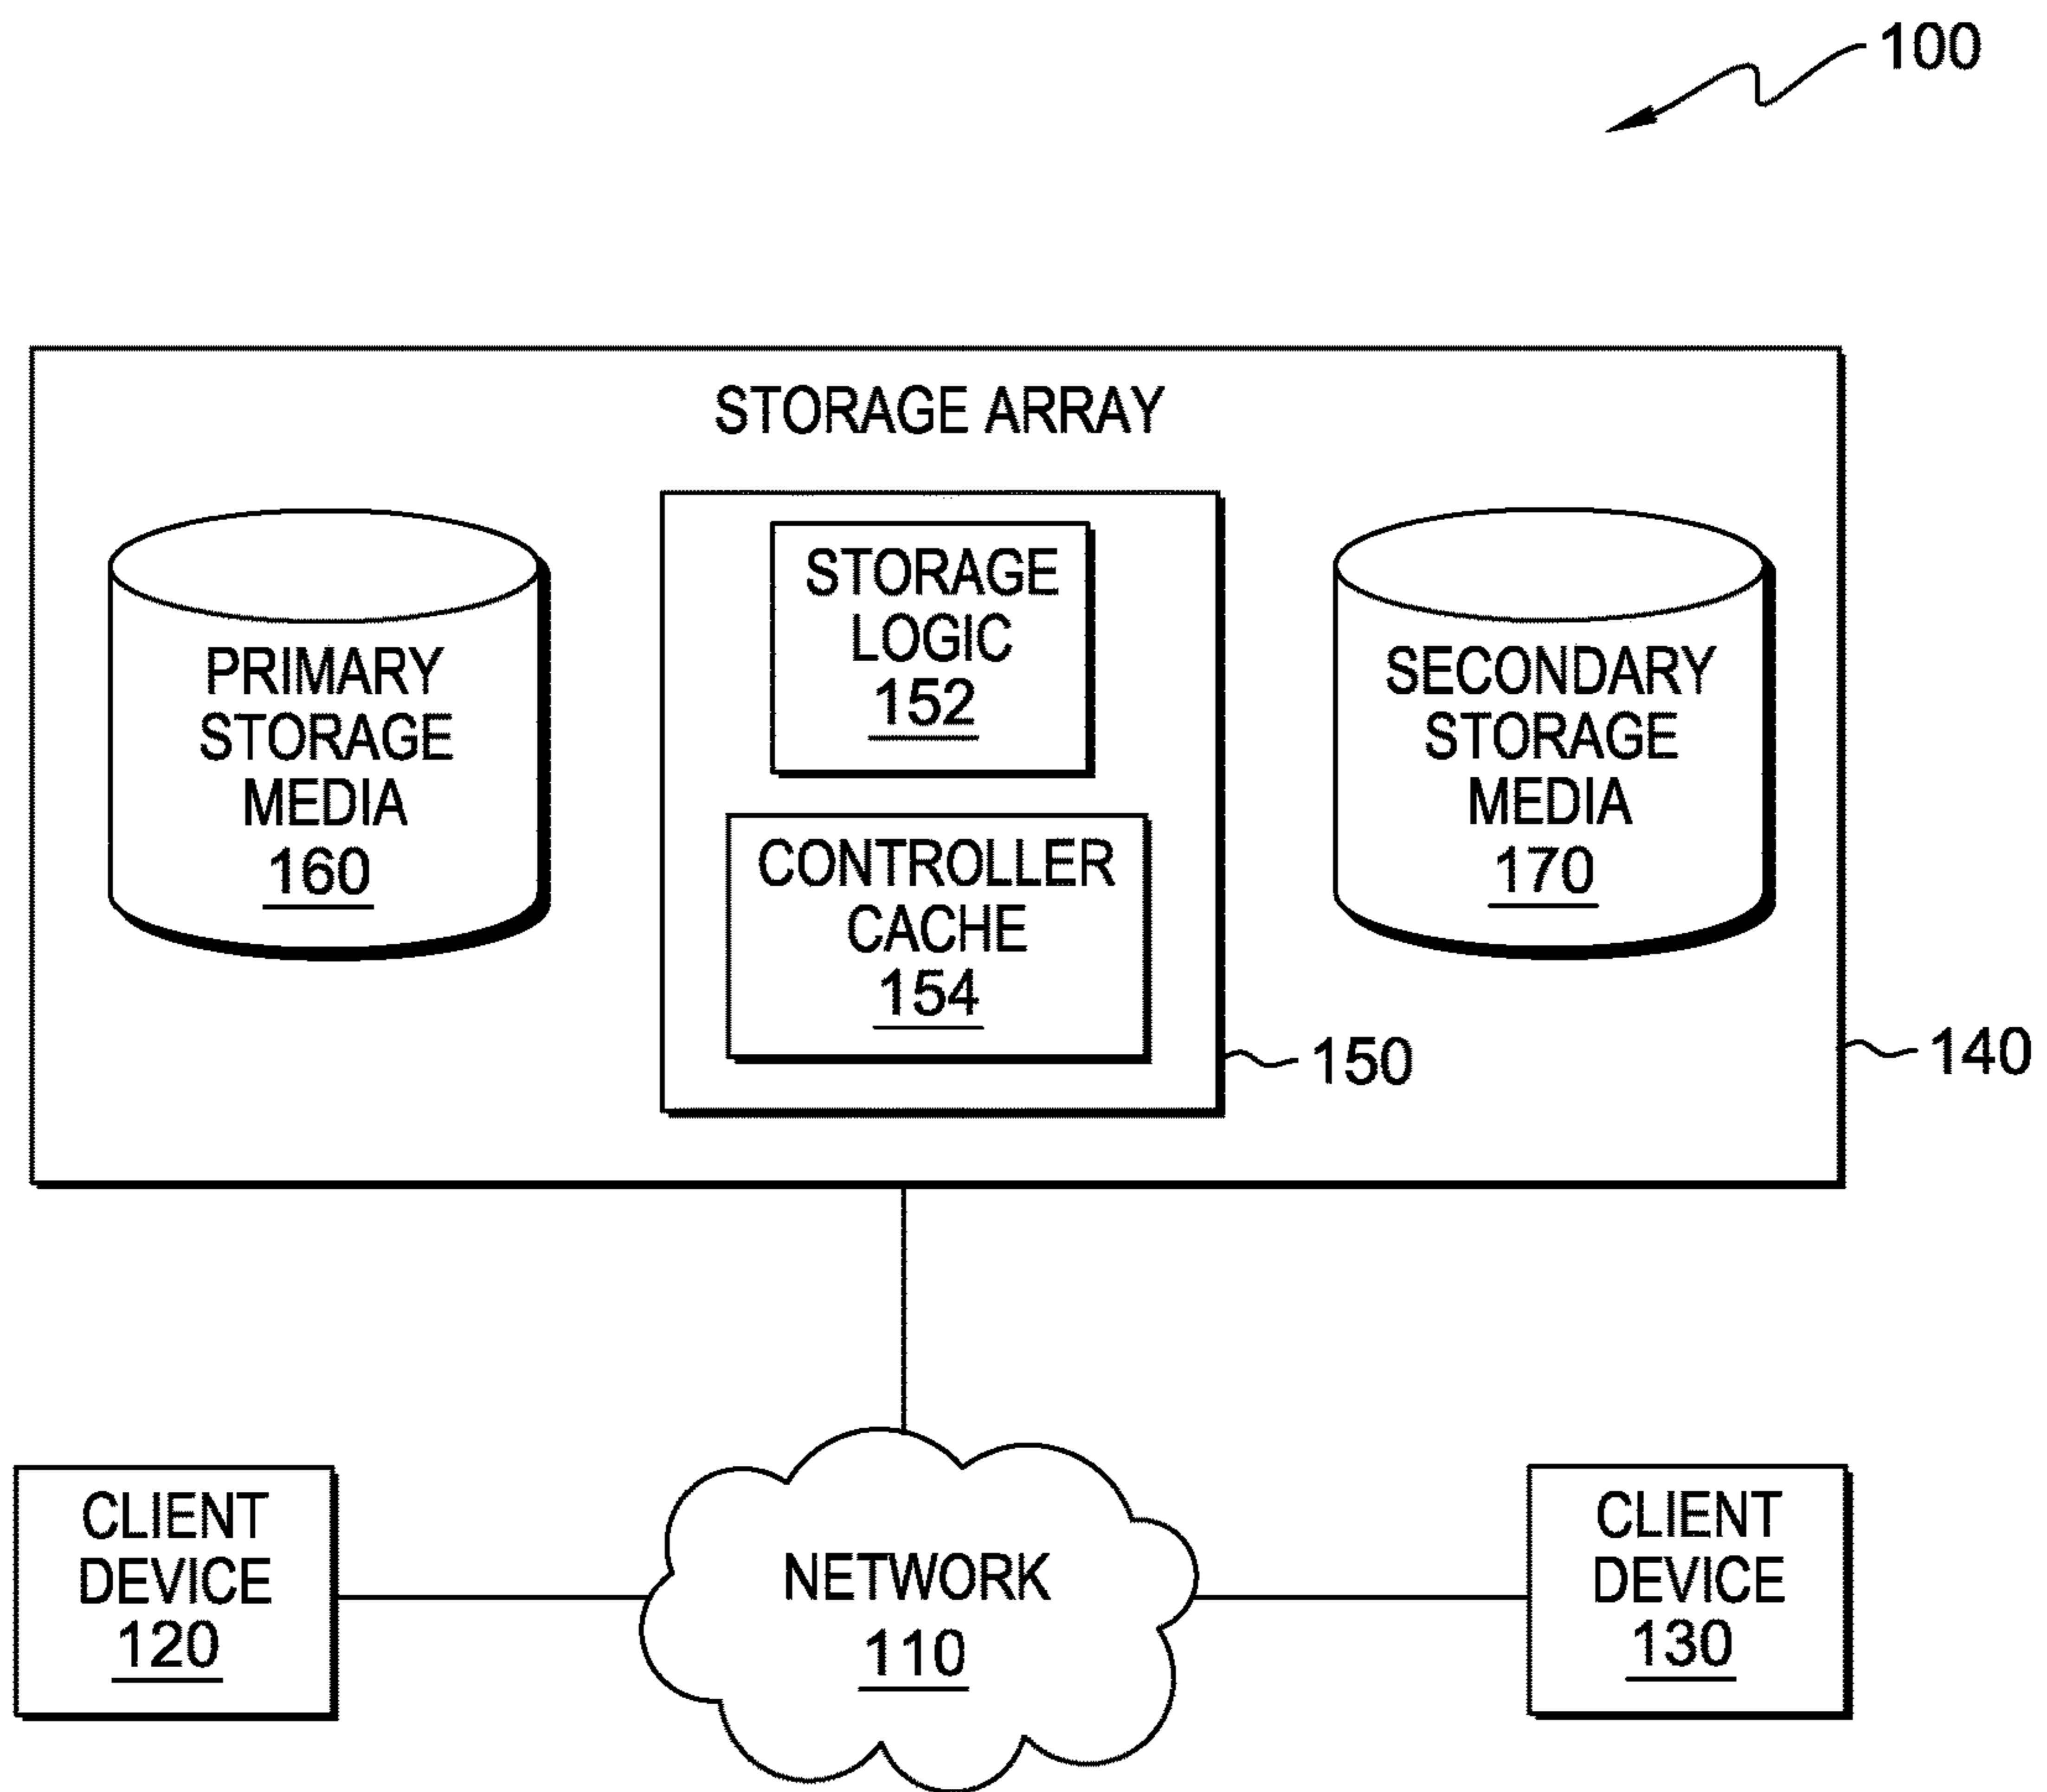 100
STORAGE ARRAY
PRIMARY
STORAGE
MEDIA
160
STORAGE
LOGIC
152
CONTROLLER
CACHE
154
SECONDARY
STORAGE
MEDIA
170
150
140
CLIENT
DEVICE
120
NETWORK
110
CLIENT
DEVICE
130